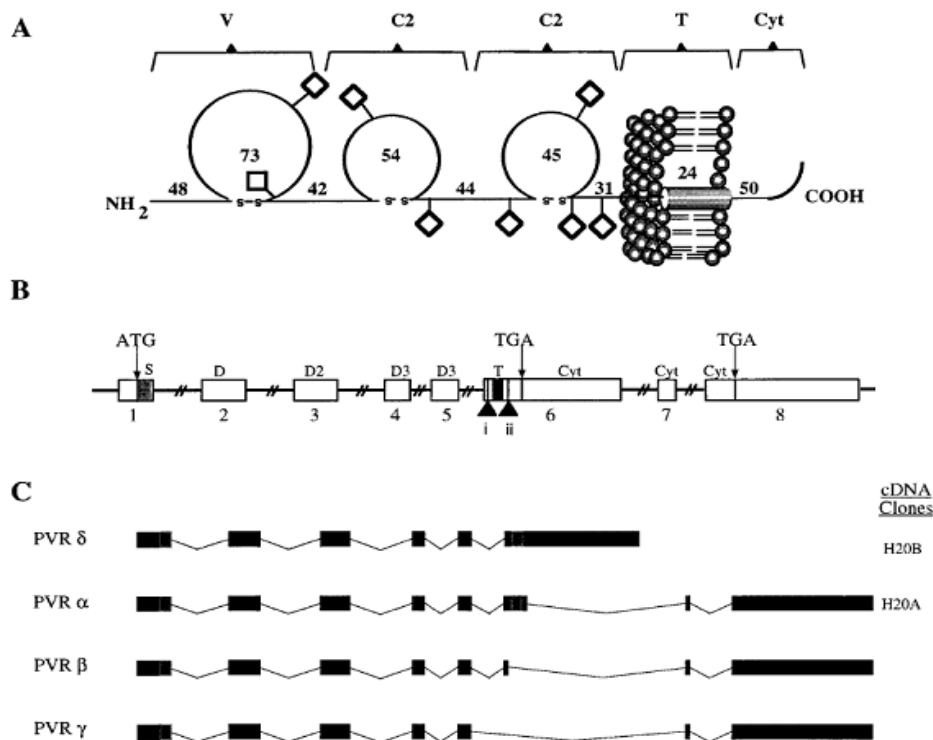 A
V C2 C2 T Cyt
73 54 45 24
48 42 44 31 50
NH2 s-s s-s s-s COOH
B
ATG TGA TGA
S D D2 D3 D3 T Cyt Cyt Cyt
1 2 3 4 5 6 7 8
i ii
C
cDNA
Clones
PVR δ H20B
PVR α H20A
PVR β
PVR γ